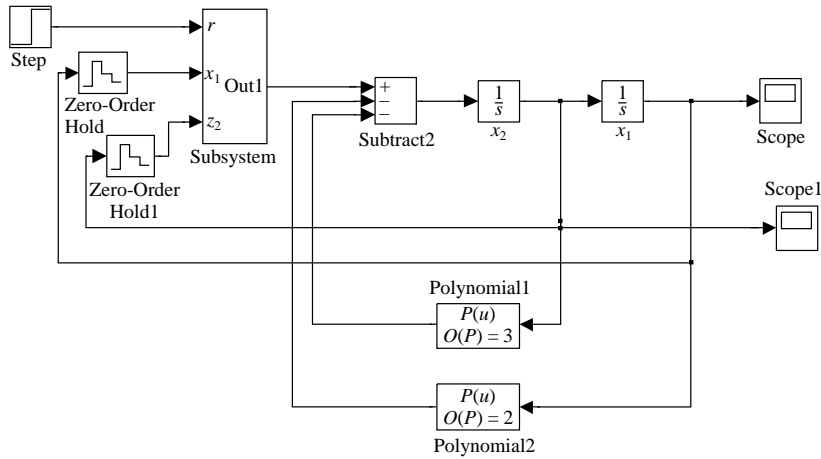 Step
r
x₁
z₂
Out1
Subsystem
Zero-Order
Hold
Zero-Order
Hold1
+
−
−
Subtract2
1
s
x₂
1
s
x₁
Scope
Scope1
Polynomial1
P(u)
O(P) = 3
P(u)
O(P) = 2
Polynomial2